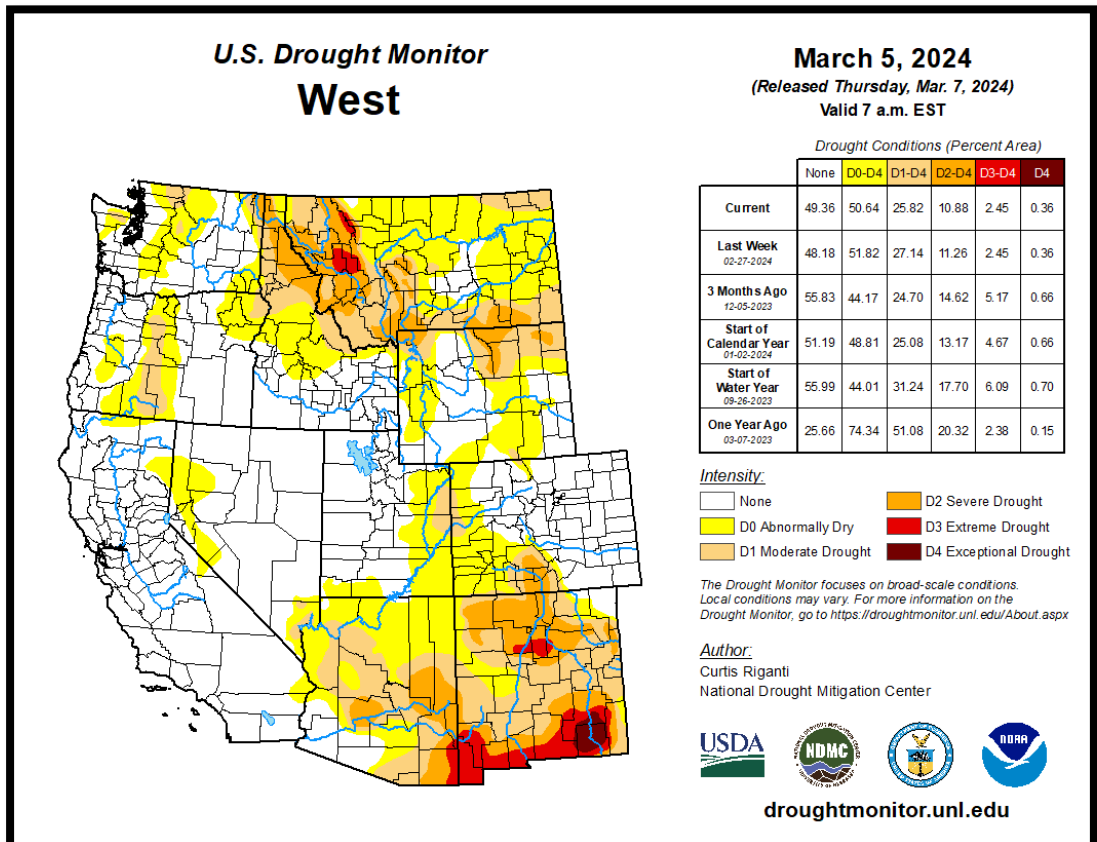 U.S. Drought Monitor
West
March 5, 2024
(Released Thursday, Mar. 7, 2024)
Valid 7 a.m. EST
Drought Conditions (Percent Area)
None D0-D4 D1-D4 D2-D4 D3-D4 D4
Current 49.36 50.64 25.82 10.88 2.45 0.36
Last Week 48.18 51.82 27.14 11.26 2.45 0.36
02-27-2024
3 Months Ago 55.83 44.17 24.70 14.62 5.17 0.66
12-05-2023
Start of
Calendar Year 51.19 48.81 25.08 13.17 4.67 0.66
01-02-2024
Start of
Water Year 55.99 44.01 31.24 17.70 6.09 0.70
09-26-2023
One Year Ago 25.66 74.34 51.08 20.32 2.38 0.15
03-07-2023
Intensity:
None
D0 Abnormally Dry
D1 Moderate Drought
D2 Severe Drought
D3 Extreme Drought
D4 Exceptional Drought
The Drought Monitor focuses on broad-scale conditions.
Local conditions may vary. For more information on the
Drought Monitor, go to https://droughtmonitor.unl.edu/About.aspx
Author:
Curtis Riganti
National Drought Mitigation Center
USDA
NDMC
NOAA
droughtmonitor.unl.edu